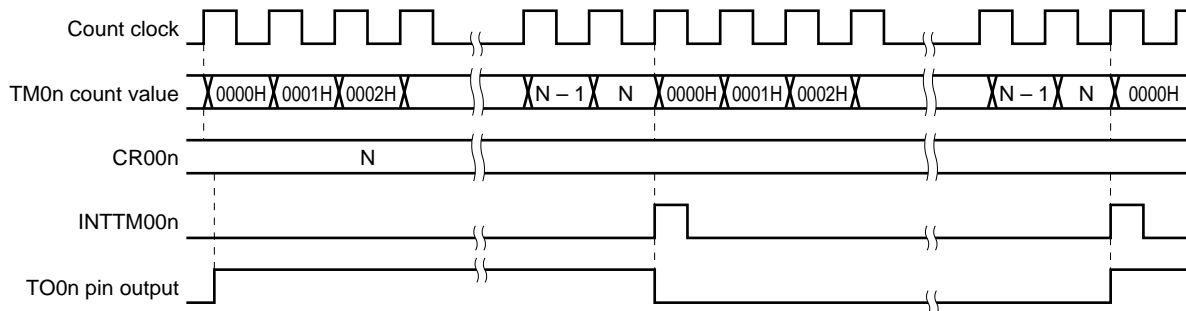 Count clock
TM0n count value 0000H 0001H 0002H N – 1 N 0000H 0001H 0002H N – 1 N 0000H
CR00n N
INTTM00n
TO0n pin output